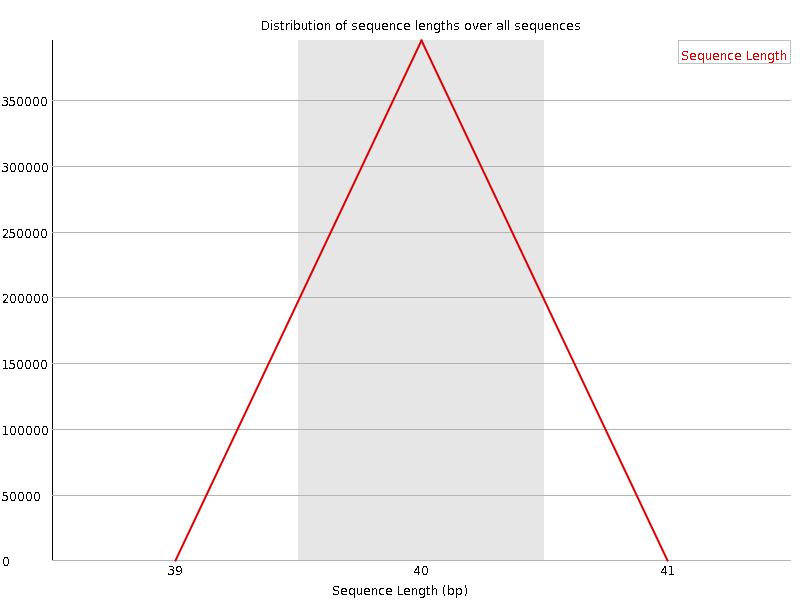 Distribution of sequence lengths over all sequences
Sequence Length
350000
300000
250000
200000
150000
100000
50000
0
39 40 41
Sequence Length (bp)